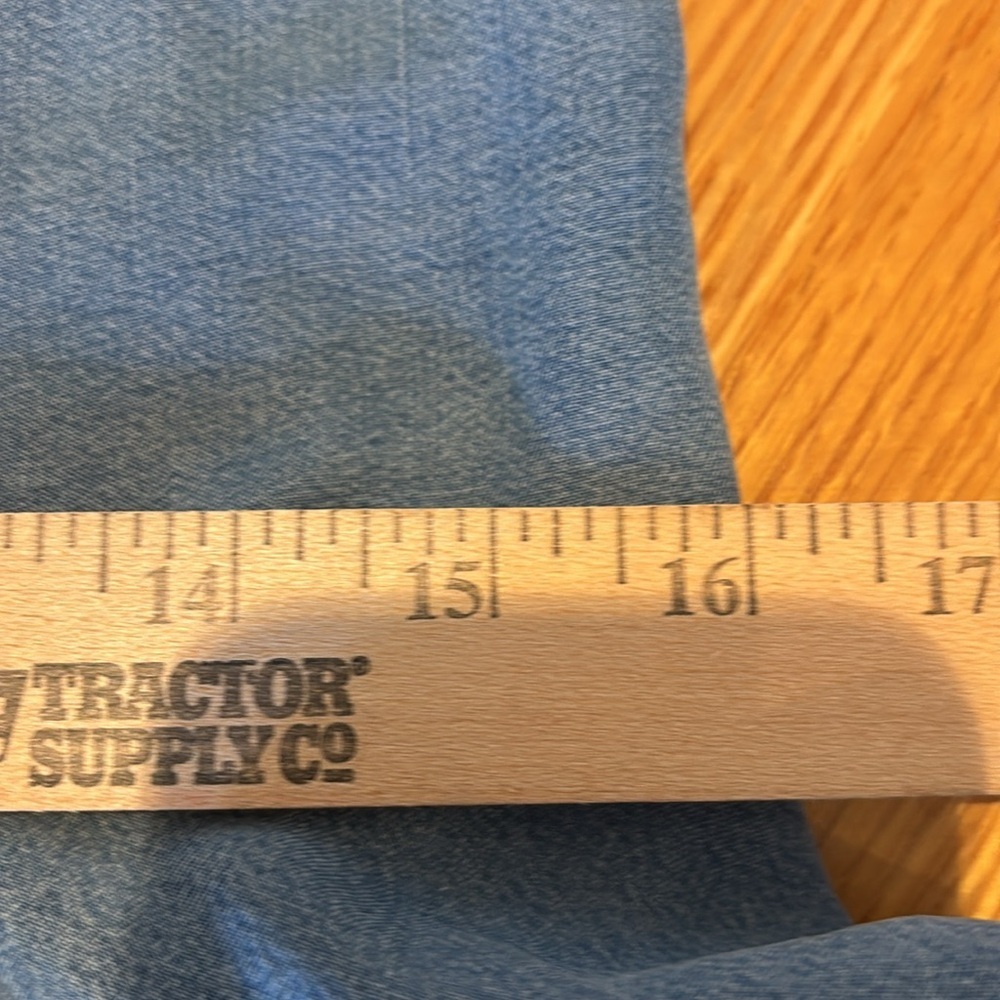 14 15 16 17
TRACTOR
SUPPLY CO